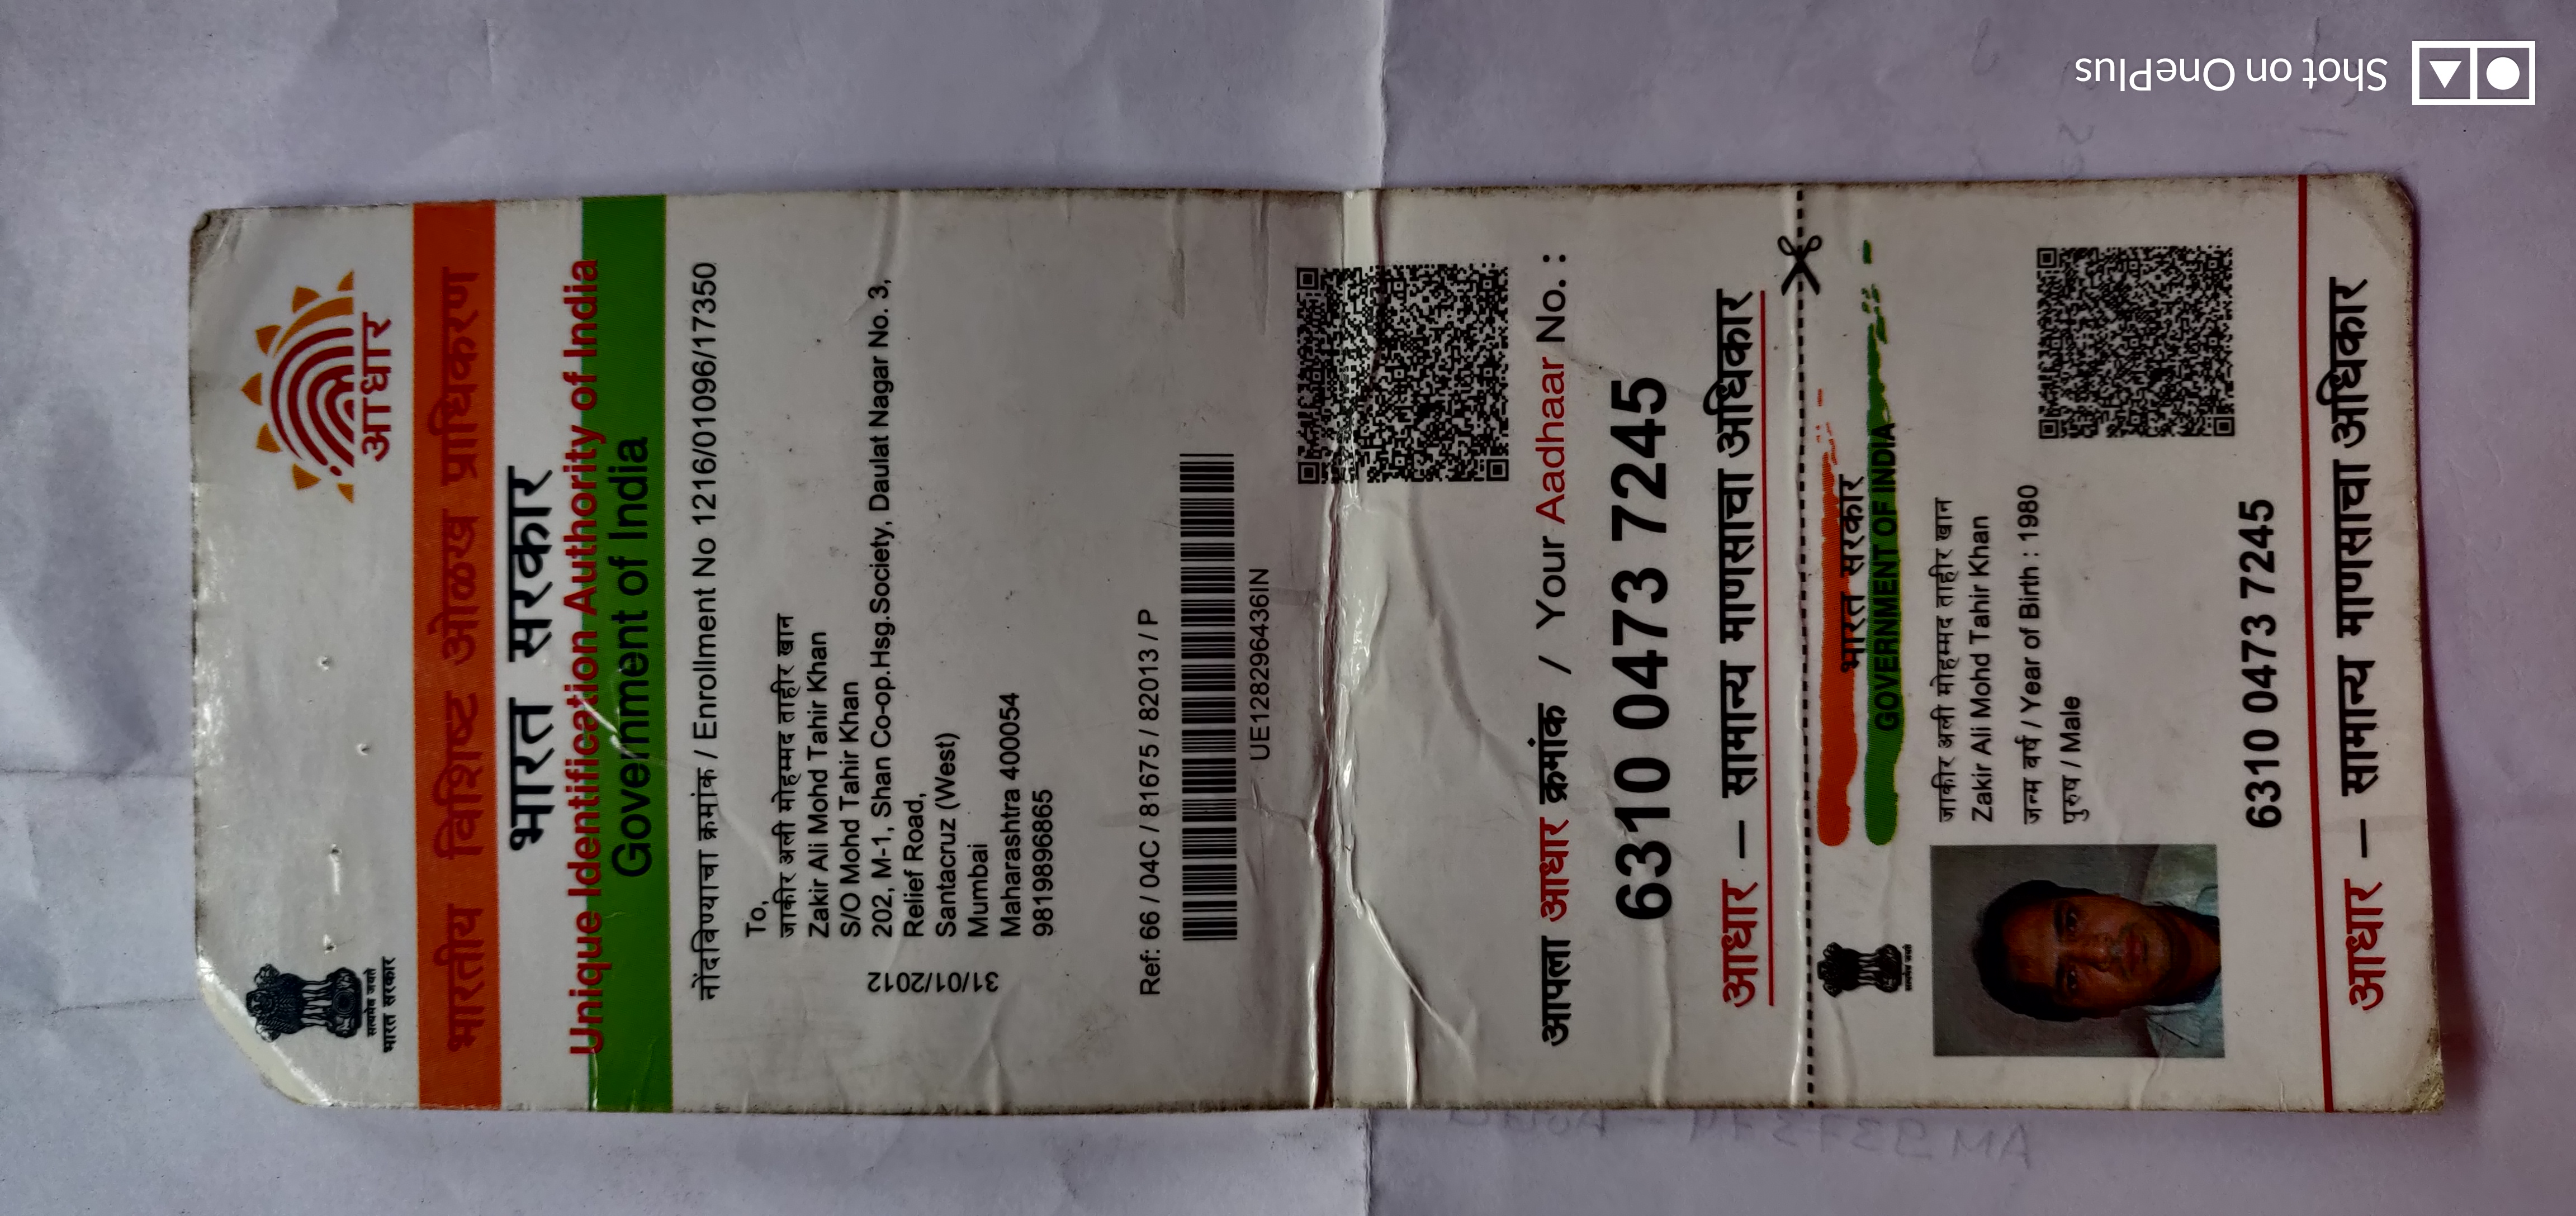 सत्यमेव जयते
भारत सरकार
आधार
भारतीय विशिष्ट ओळख प्राधिकरण
भारत सरकार
Unique Identification Authority of India
Government of India
नोंदविण्याचा क्रमांक / Enrollment No 1216/01096/17350
To,
जाकीर अली मोहम्मद ताहीर खान
Zakir Ali Mohd Tahir Khan
S/O Mohd Tahir Khan
202, M-1, Shan Co-op.Hsg.Society, Daulat Nagar No. 3,
Relief Road,
Santacruz (West)
Mumbai
Maharashtra 400054
9819896865
31/01/2012
Ref: 66 / 04C / 81675 / 82013 / P
UE128296436IN
आपला आधार क्रमांक / Your Aadhaar No. :
6310 0473 7245
आधार — सामान्य माणसाचा अधिकार
भारत सरकार
GOVERNMENT OF INDIA
जाकीर अली मोहम्मद ताहीर खान
Zakir Ali Mohd Tahir Khan
जन्म वर्ष / Year of Birth : 1980
पुरुष / Male
6310 0473 7245
आधार — सामान्य माणसाचा अधिकार
Shot on OnePlus